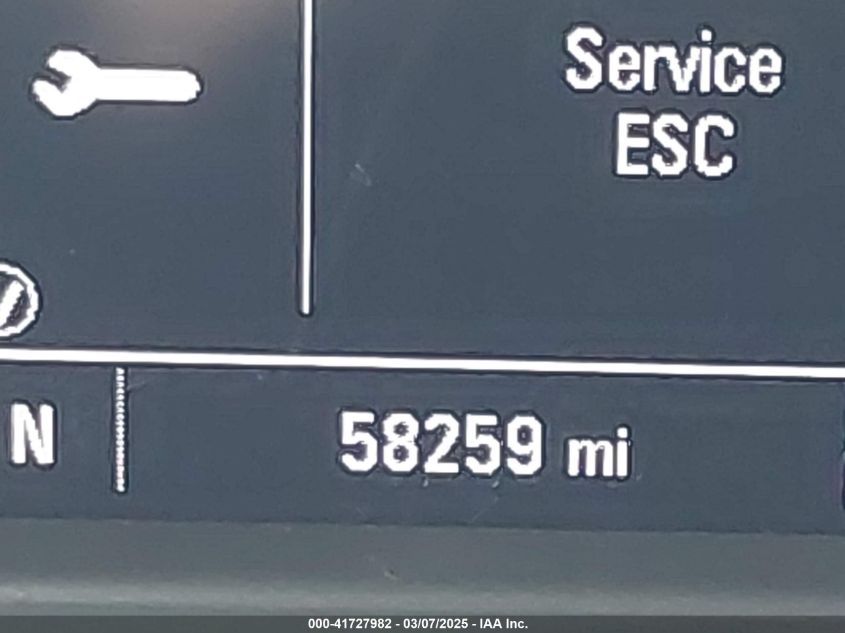 Service
ESC
N
58259 mi
000-41727982 - 03/07/2025 - IAA Inc.